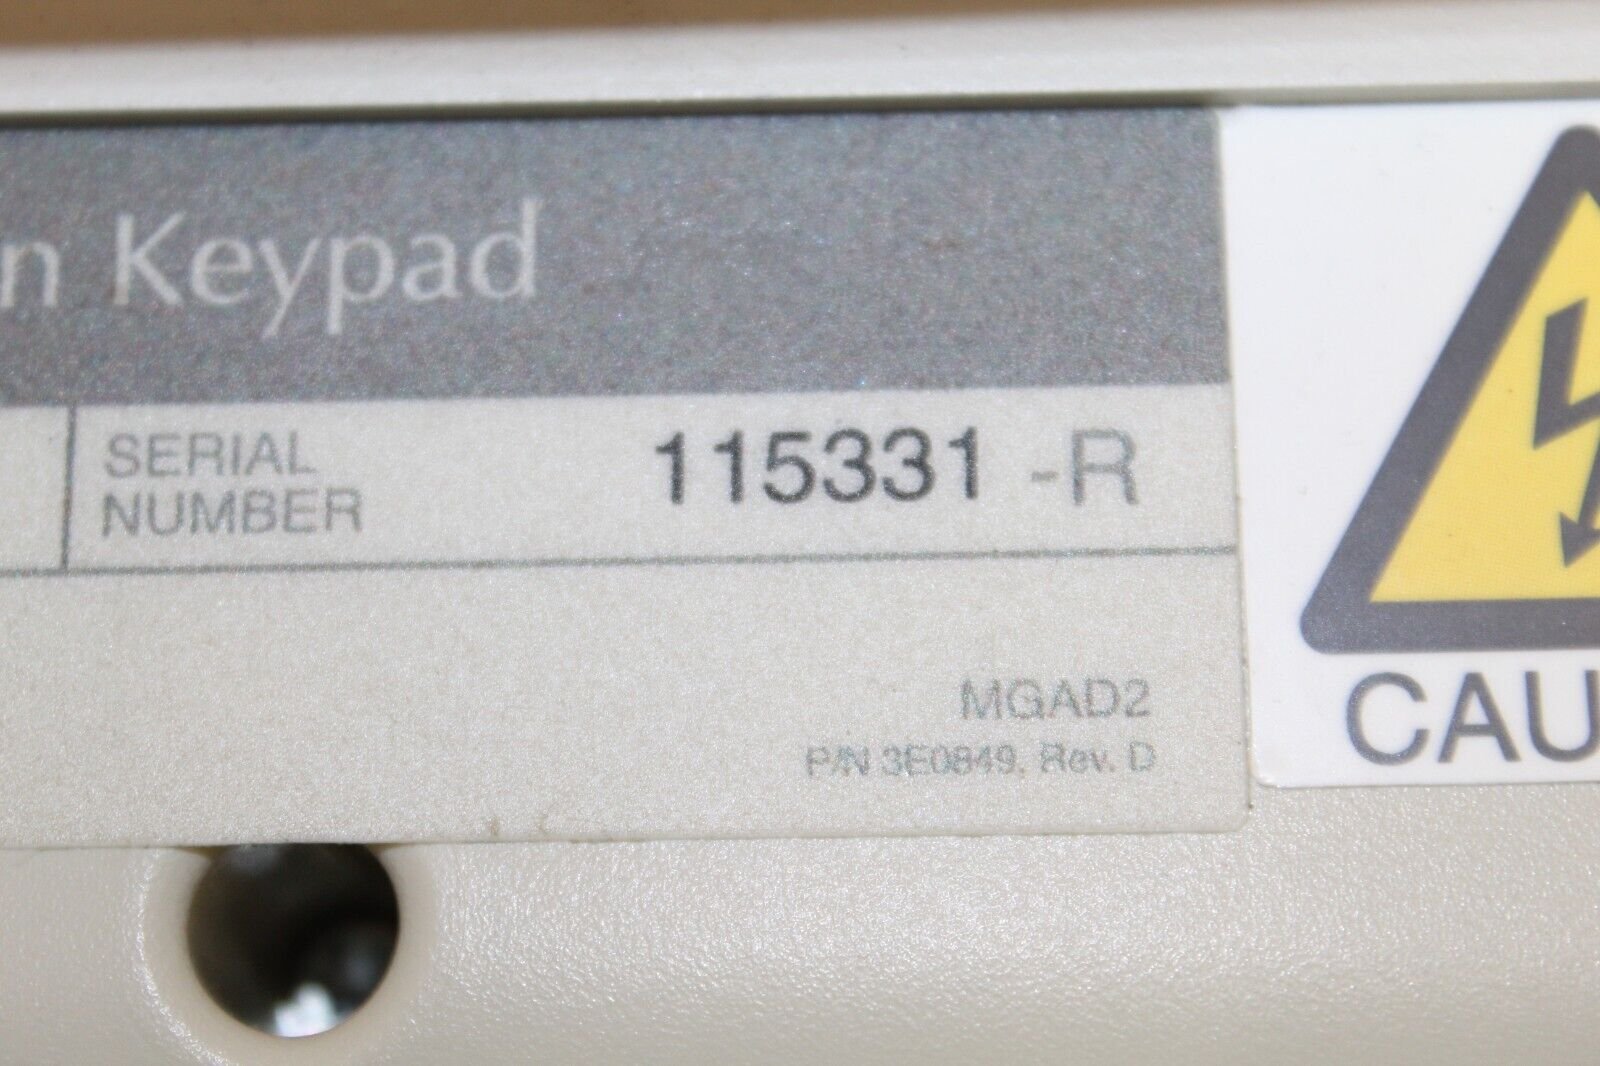 n Keypad
SERIAL
NUMBER
115331 -R
MGAD2
P/N 3E0849, Rev. D
CAU